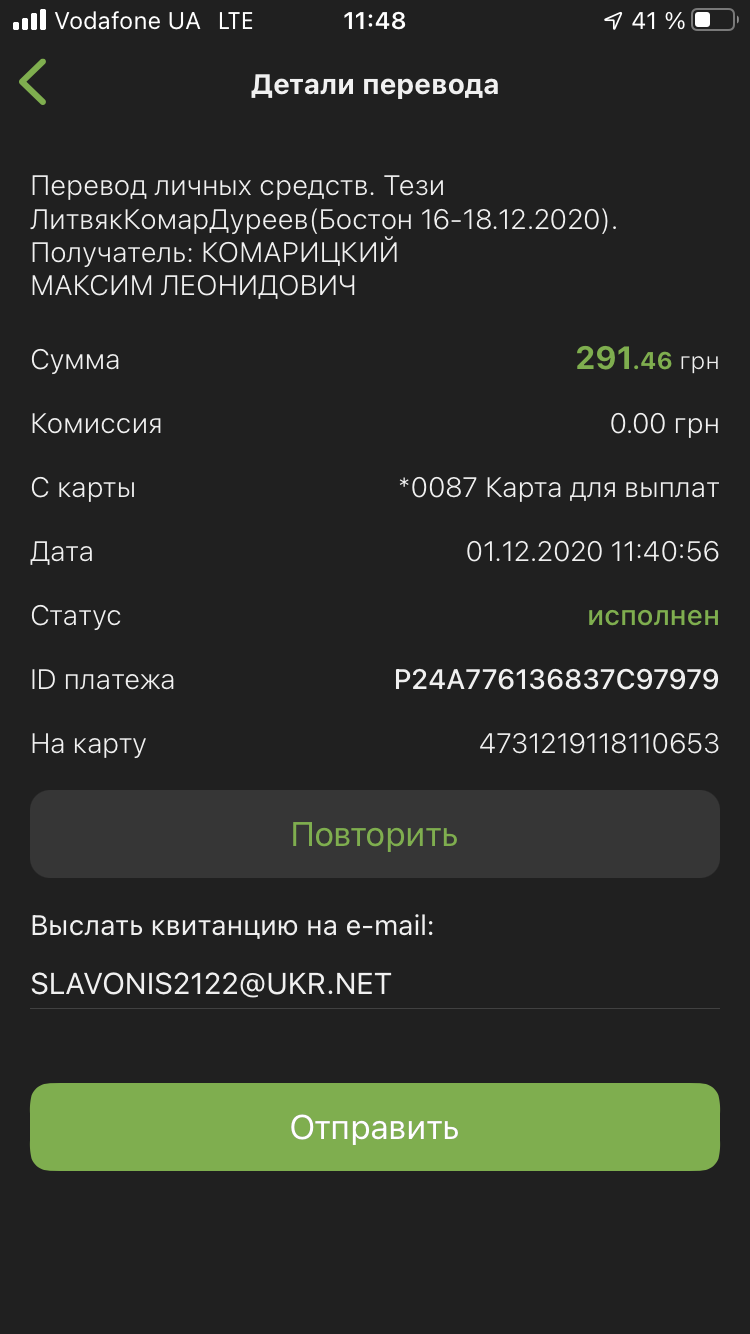 Vodafone UA LTE 11:48 41 %
Детали перевода
Перевод личных средств. Тези
ЛитвякКомарДуреев(Бостон 16-18.12.2020).
Получатель: КОМАРИЦКИЙ
МАКСИМ ЛЕОНИДОВИЧ
Сумма 291.46 грн
Комиссия 0.00 грн
С карты *0087 Карта для выплат
Дата 01.12.2020 11:40:56
Статус исполнен
ID платежа P24A776136837C97979
На карту 4731219118110653
Повторить
Выслать квитанцию на e-mail:
SLAVONIS2122@UKR.NET
Отправить